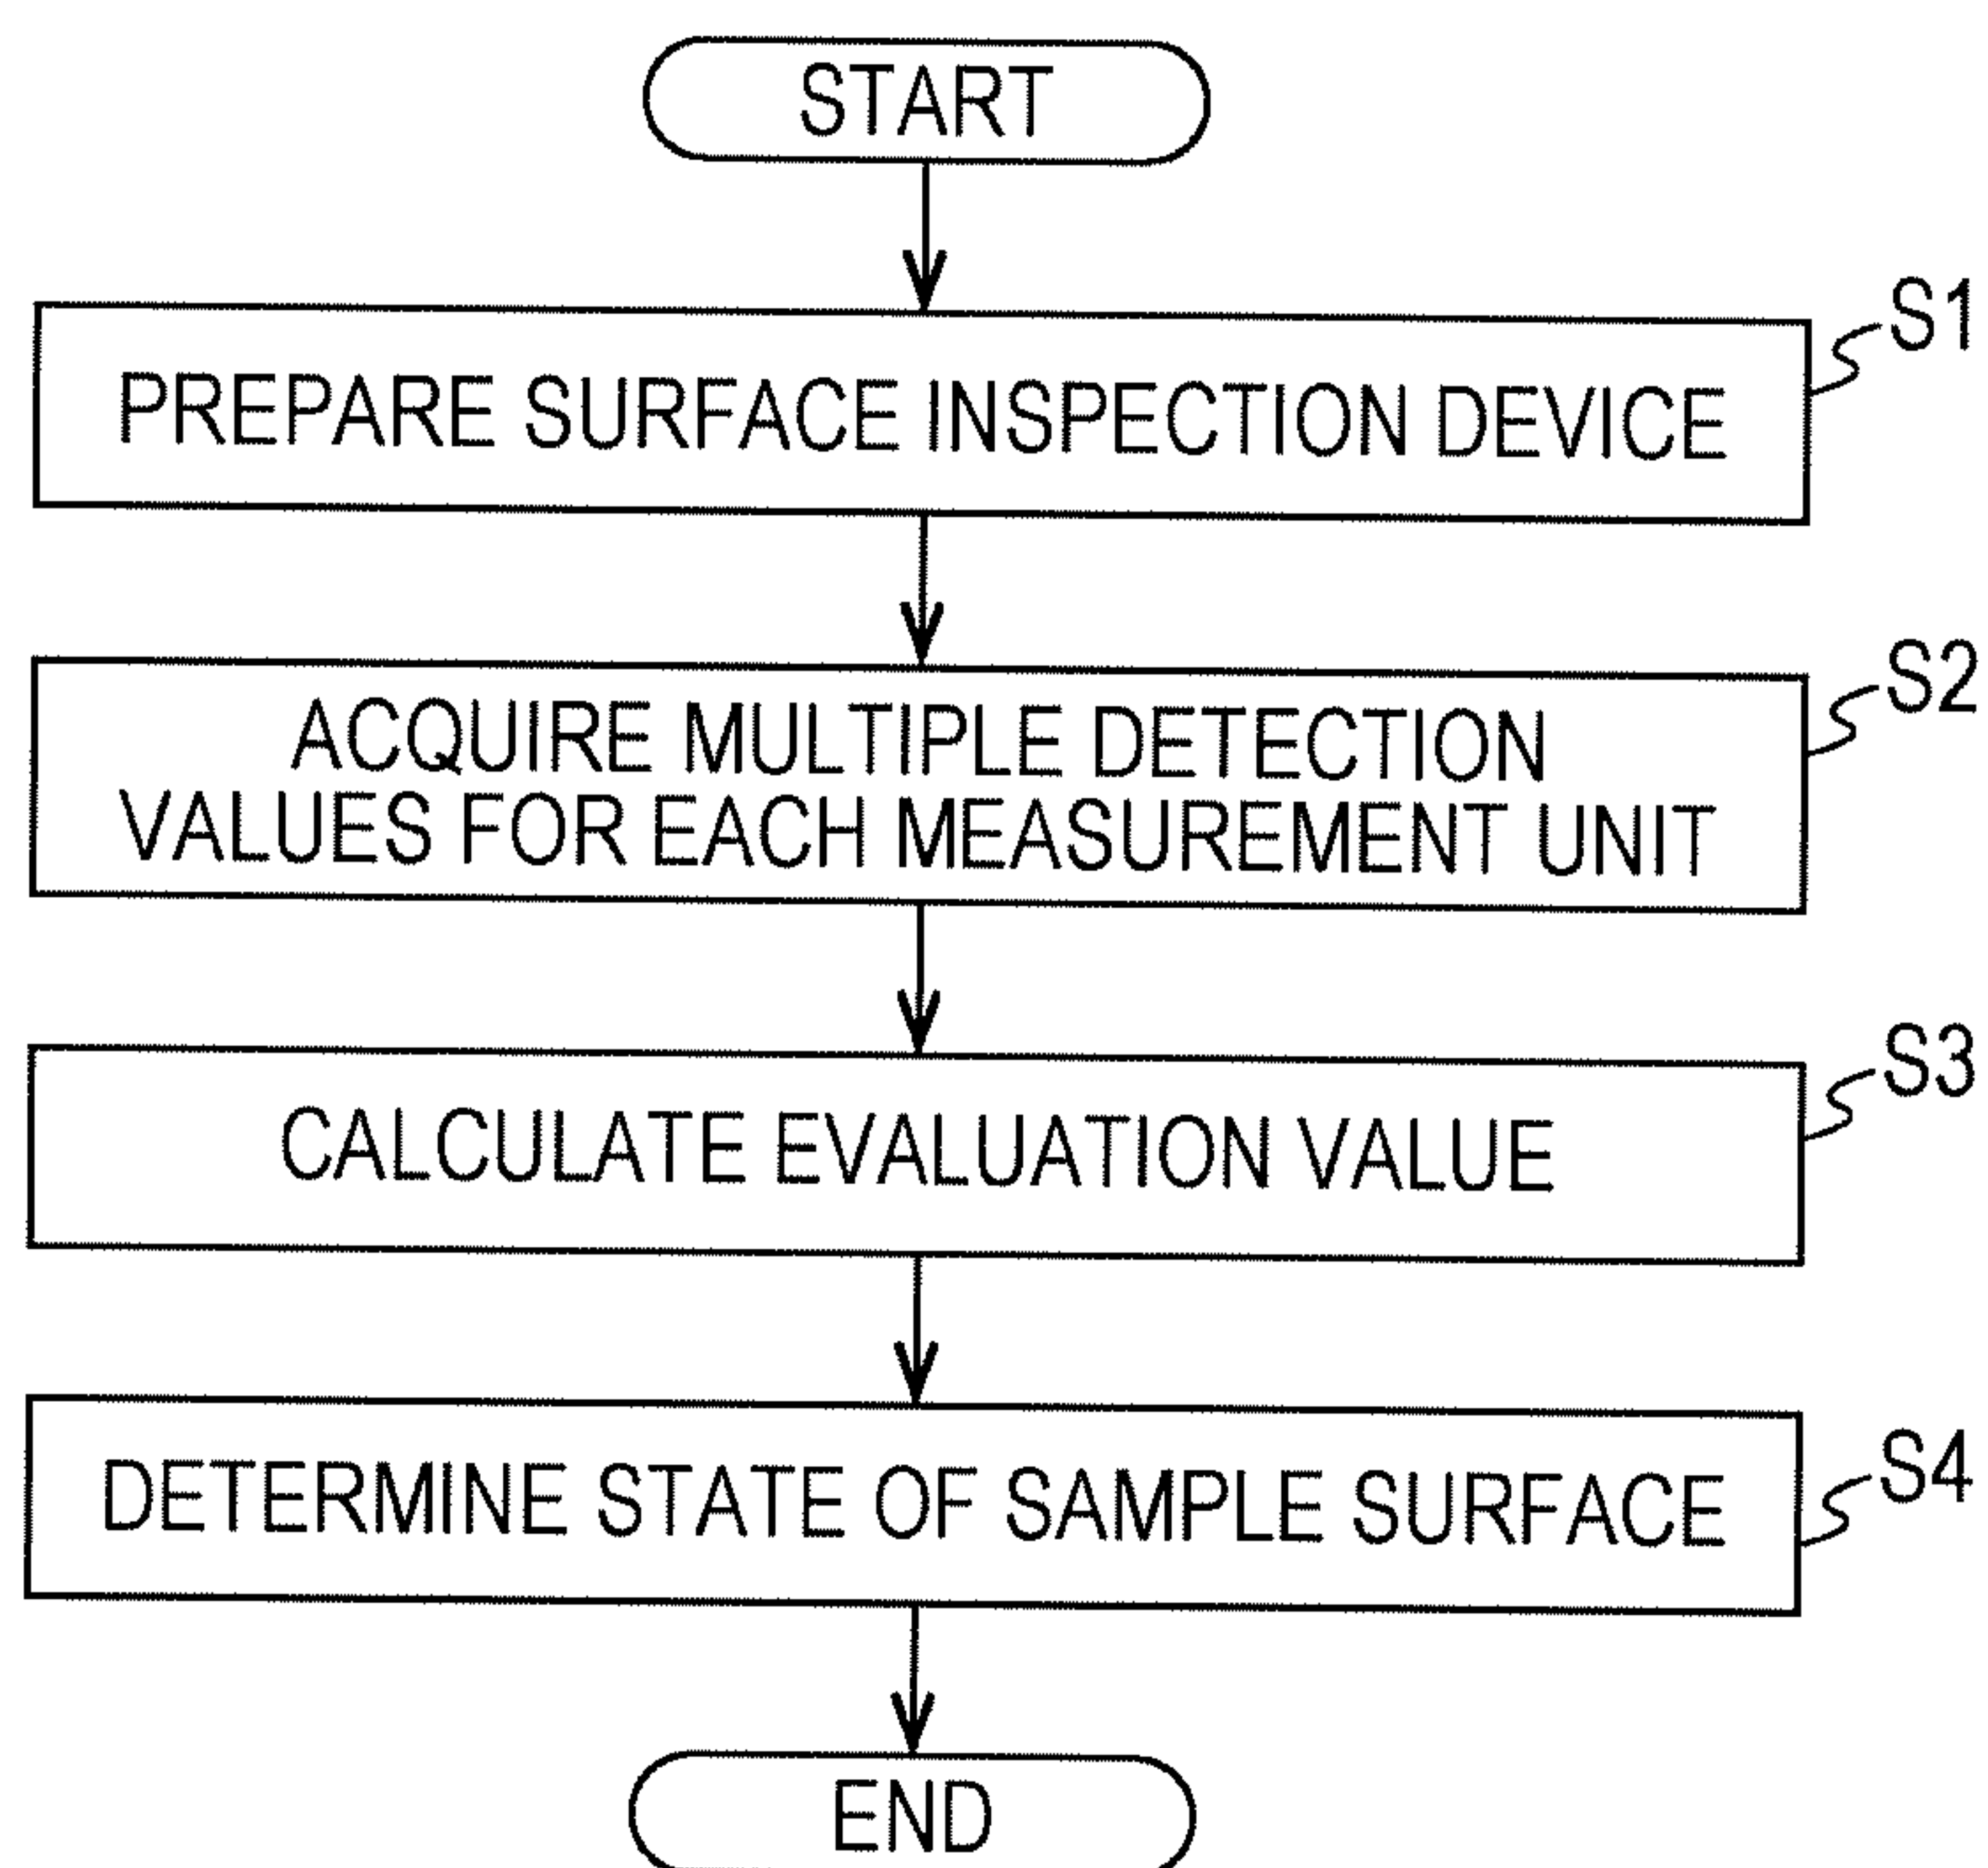 START
S1
PREPARE SURFACE INSPECTION DEVICE
S2
ACQUIRE MULTIPLE DETECTION
VALUES FOR EACH MEASUREMENT UNIT
S3
CALCULATE EVALUATION VALUE
S4
DETERMINE STATE OF SAMPLE SURFACE
END